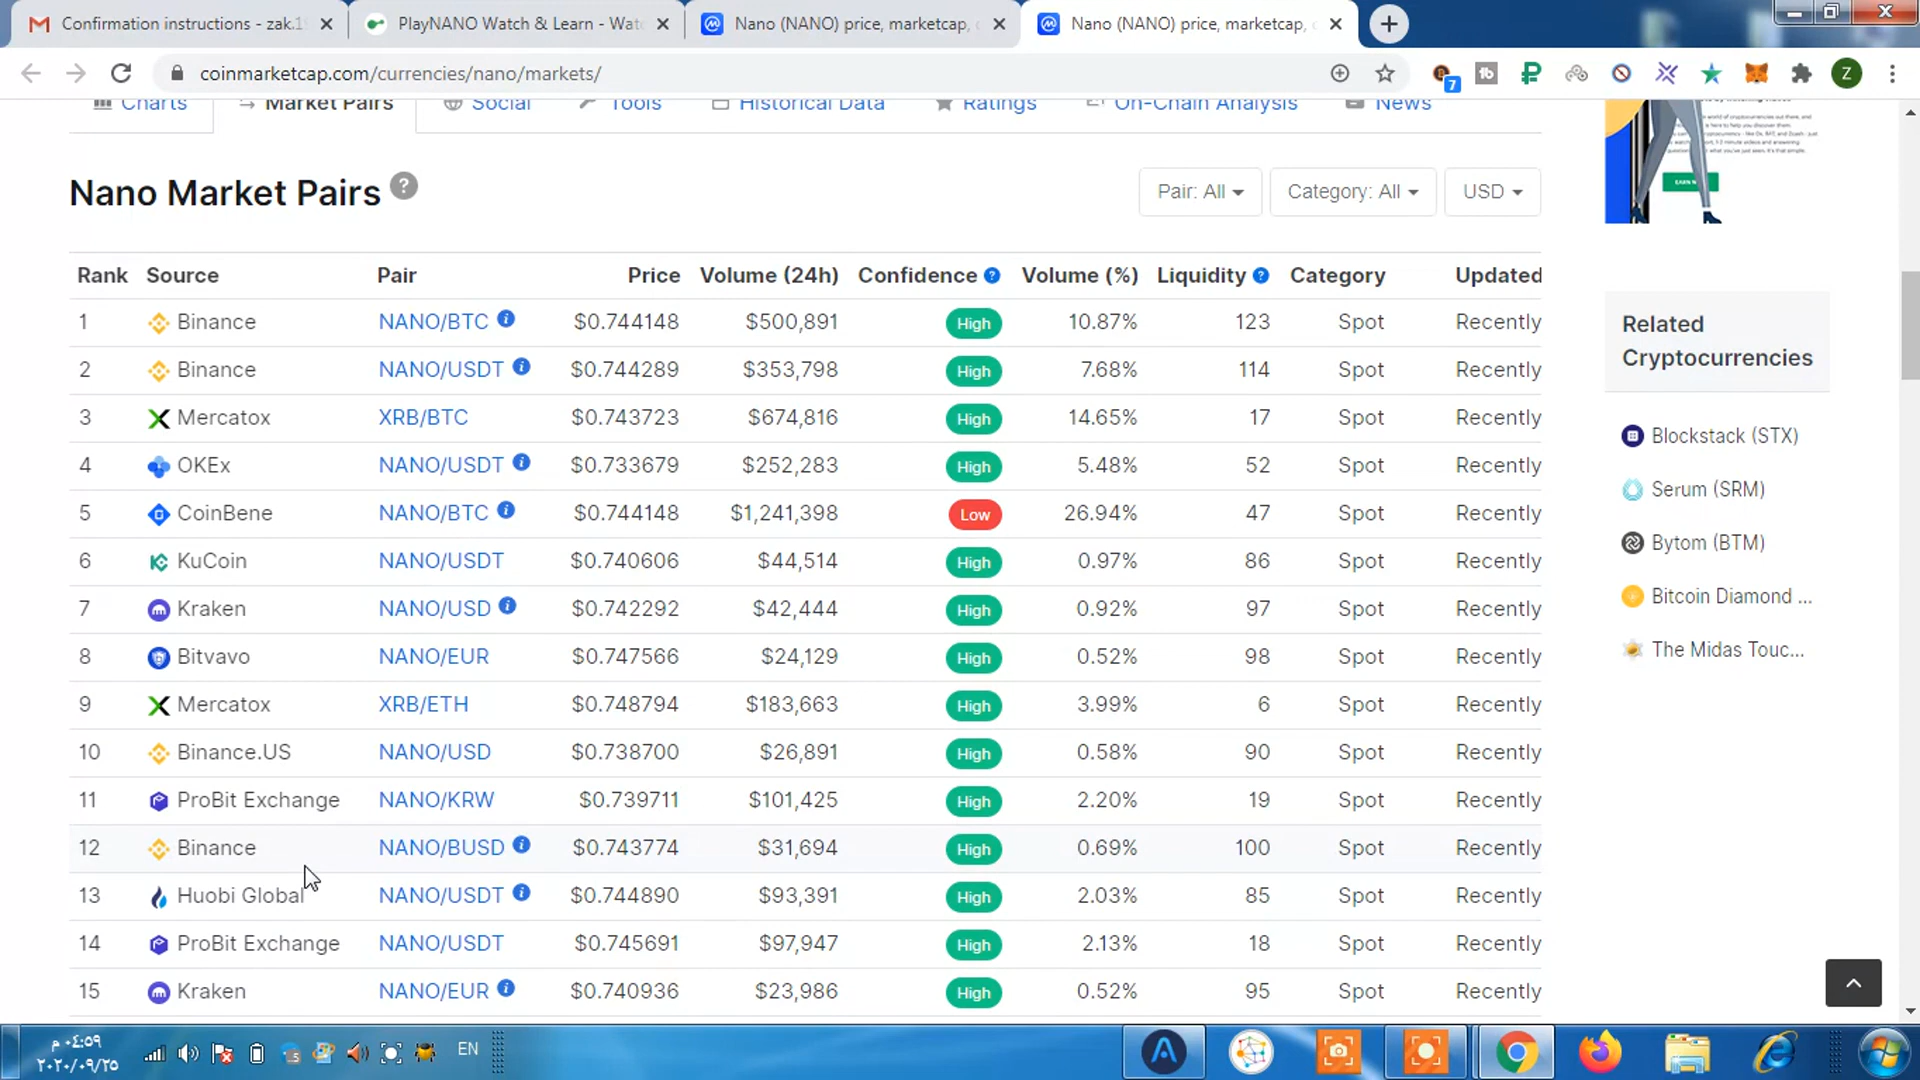 Confirmation instructions - zak.1
PlayNANO Watch & Learn - Wat
Nano (NANO) price, marketcap,
Nano (NANO) price, marketcap,
coinmarketcap.com/currencies/nano/markets/
7
Z
Charts
Market Pairs
Social
Tools
Historical Data
Ratings
On-Chain Analysis
News
Nano Market Pairs ?
Pair: All
Category: All
USD
Rank Source Pair Price Volume (24h) Confidence ? Volume (%) Liquidity ? Category Updated
1 Binance NANO/BTC $0.744148 $500,891 High 10.87% 123 Spot Recently
2 Binance NANO/USDT $0.744289 $353,798 High 7.68% 114 Spot Recently
3 Mercatox XRB/BTC $0.743723 $674,816 High 14.65% 17 Spot Recently
4 OKEx NANO/USDT $0.733679 $252,283 High 5.48% 52 Spot Recently
5 CoinBene NANO/BTC $0.744148 $1,241,398 Low 26.94% 47 Spot Recently
6 KuCoin NANO/USDT $0.740606 $44,514 High 0.97% 86 Spot Recently
7 Kraken NANO/USD $0.742292 $42,444 High 0.92% 97 Spot Recently
8 Bitvavo NANO/EUR $0.747566 $24,129 High 0.52% 98 Spot Recently
9 Mercatox XRB/ETH $0.748794 $183,663 High 3.99% 6 Spot Recently
10 Binance.US NANO/USD $0.738700 $26,891 High 0.58% 90 Spot Recently
11 ProBit Exchange NANO/KRW $0.739711 $101,425 High 2.20% 19 Spot Recently
12 Binance NANO/BUSD $0.743774 $31,694 High 0.69% 100 Spot Recently
13 Huobi Global NANO/USDT $0.744890 $93,391 High 2.03% 85 Spot Recently
14 ProBit Exchange NANO/USDT $0.745691 $97,947 High 2.13% 18 Spot Recently
15 Kraken NANO/EUR $0.740936 $23,986 High 0.52% 95 Spot Recently
Related
Cryptocurrencies
Blockstack (STX)
Serum (SRM)
Bytom (BTM)
Bitcoin Diamond ...
The Midas Touc...
٠٤:٥٩ م
٢٠٢٠/٠٩/٢٥
EN